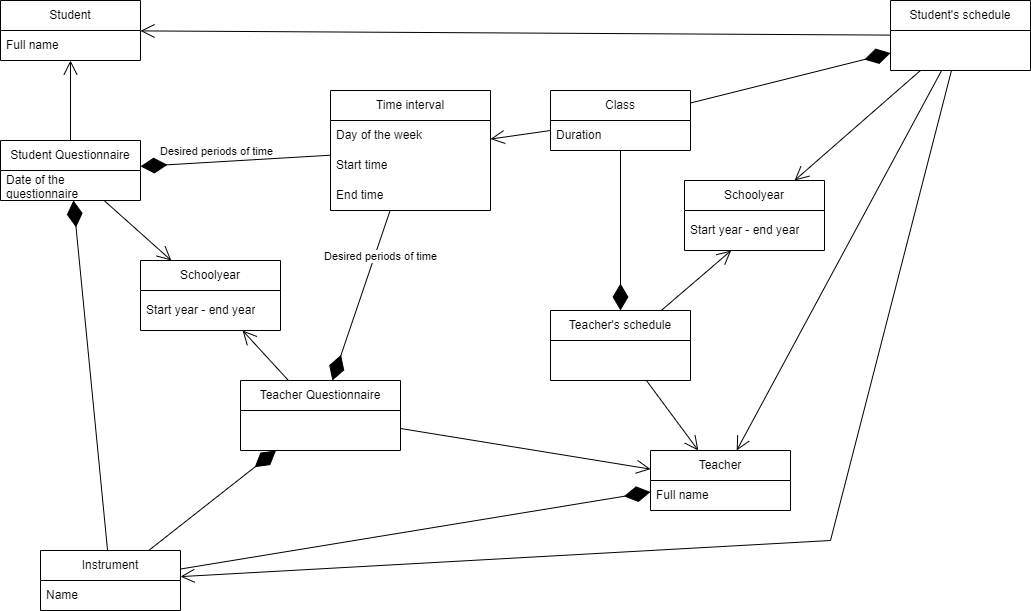 Student
Full name
Student's schedule
Time interval
Day of the week
Start time
End time
Class
Duration
Student Questionnaire
Date of the
questionnaire
Desired periods of time
Schoolyear
Start year - end year
Desired periods of time
Schoolyear
Start year - end year
Teacher's schedule
Teacher Questionnaire
Teacher
Full name
Instrument
Name